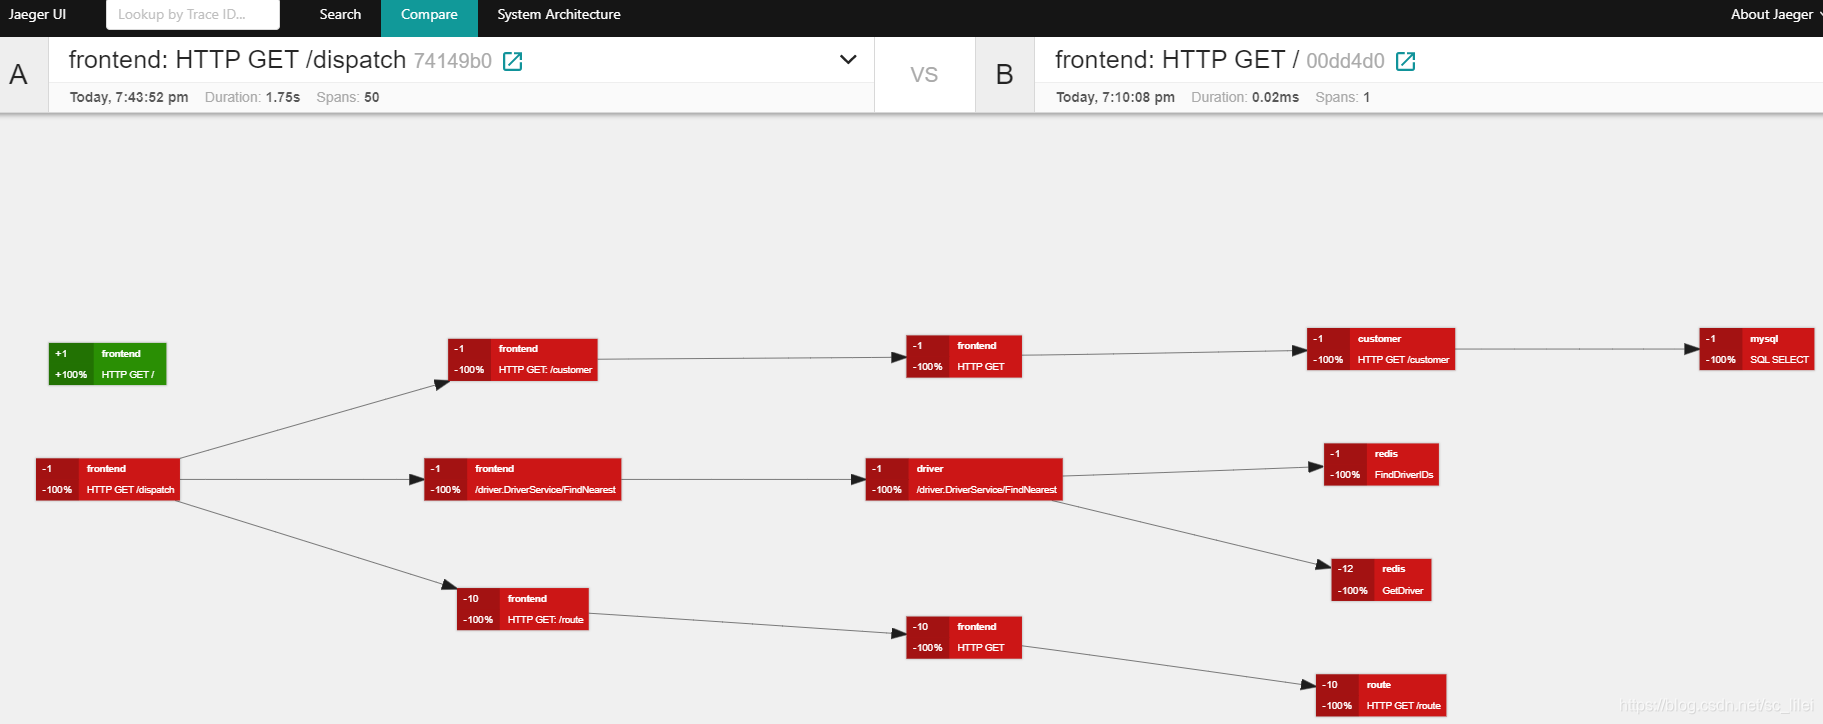 Jaeger UI Lookup by Trace ID... Search Compare System Architecture About Jaeger
A frontend: HTTP GET /dispatch 74149b0 VS B frontend: HTTP GET / 00dd4d0
Today, 7:43:52 pm Duration: 1.75s Spans: 50 Today, 7:10:08 pm Duration: 0.02ms Spans: 1
+1 frontend
+100% HTTP GET /
-1 frontend
-100% HTTP GET: /customer
-1 frontend
-100% HTTP GET
-1 customer
-100% HTTP GET /customer
-1 mysql
-100% SQL SELECT
-1 frontend
-100% HTTP GET /dispatch
-1 frontend
-100% /driver.DriverService/FindNearest
-1 driver
-100% /driver.DriverService/FindNearest
-1 redis
-100% FindDriverIDs
-12 redis
-100% GetDriver
-10 frontend
-100% HTTP GET: /route
-10 frontend
-100% HTTP GET
-10 route
-100% HTTP GET /route
https://blog.csdn.net/sc_lilei